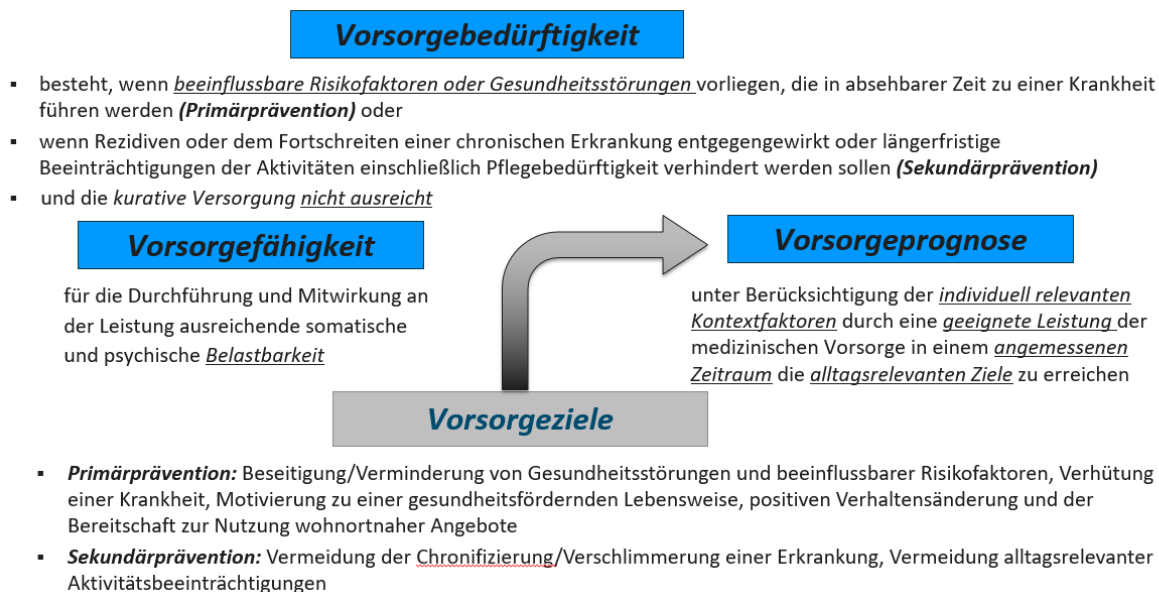 Vorsorgebedürftigkeit
▪ besteht, wenn beeinflussbare Risikofaktoren oder Gesundheitsstörungen vorliegen, die in absehbarer Zeit zu einer Krankheit
führen werden (Primärprävention) oder
▪ wenn Rezidiven oder dem Fortschreiten einer chronischen Erkrankung entgegengewirkt oder längerfristige
Beeinträchtigungen der Aktivitäten einschließlich Pflegebedürftigkeit verhindert werden sollen (Sekundärprävention)
▪ und die kurative Versorgung nicht ausreicht
Vorsorgefähigkeit
für die Durchführung und Mitwirkung an
der Leistung ausreichende somatische
und psychische Belastbarkeit
Vorsorgeprognose
unter Berücksichtigung der individuell relevanten
Kontextfaktoren durch eine geeignete Leistung der
medizinischen Vorsorge in einem angemessenen
Zeitraum die alltagsrelevanten Ziele zu erreichen
Vorsorgeziele
▪ Primärprävention: Beseitigung/Verminderung von Gesundheitsstörungen und beeinflussbarer Risikofaktoren, Verhütung
einer Krankheit, Motivierung zu einer gesundheitsfördernden Lebensweise, positiven Verhaltensänderung und der
Bereitschaft zur Nutzung wohnortnaher Angebote
▪ Sekundärprävention: Vermeidung der Chronifizierung/Verschlimmerung einer Erkrankung, Vermeidung alltagsrelevanter
Aktivitätsbeeinträchtigungen